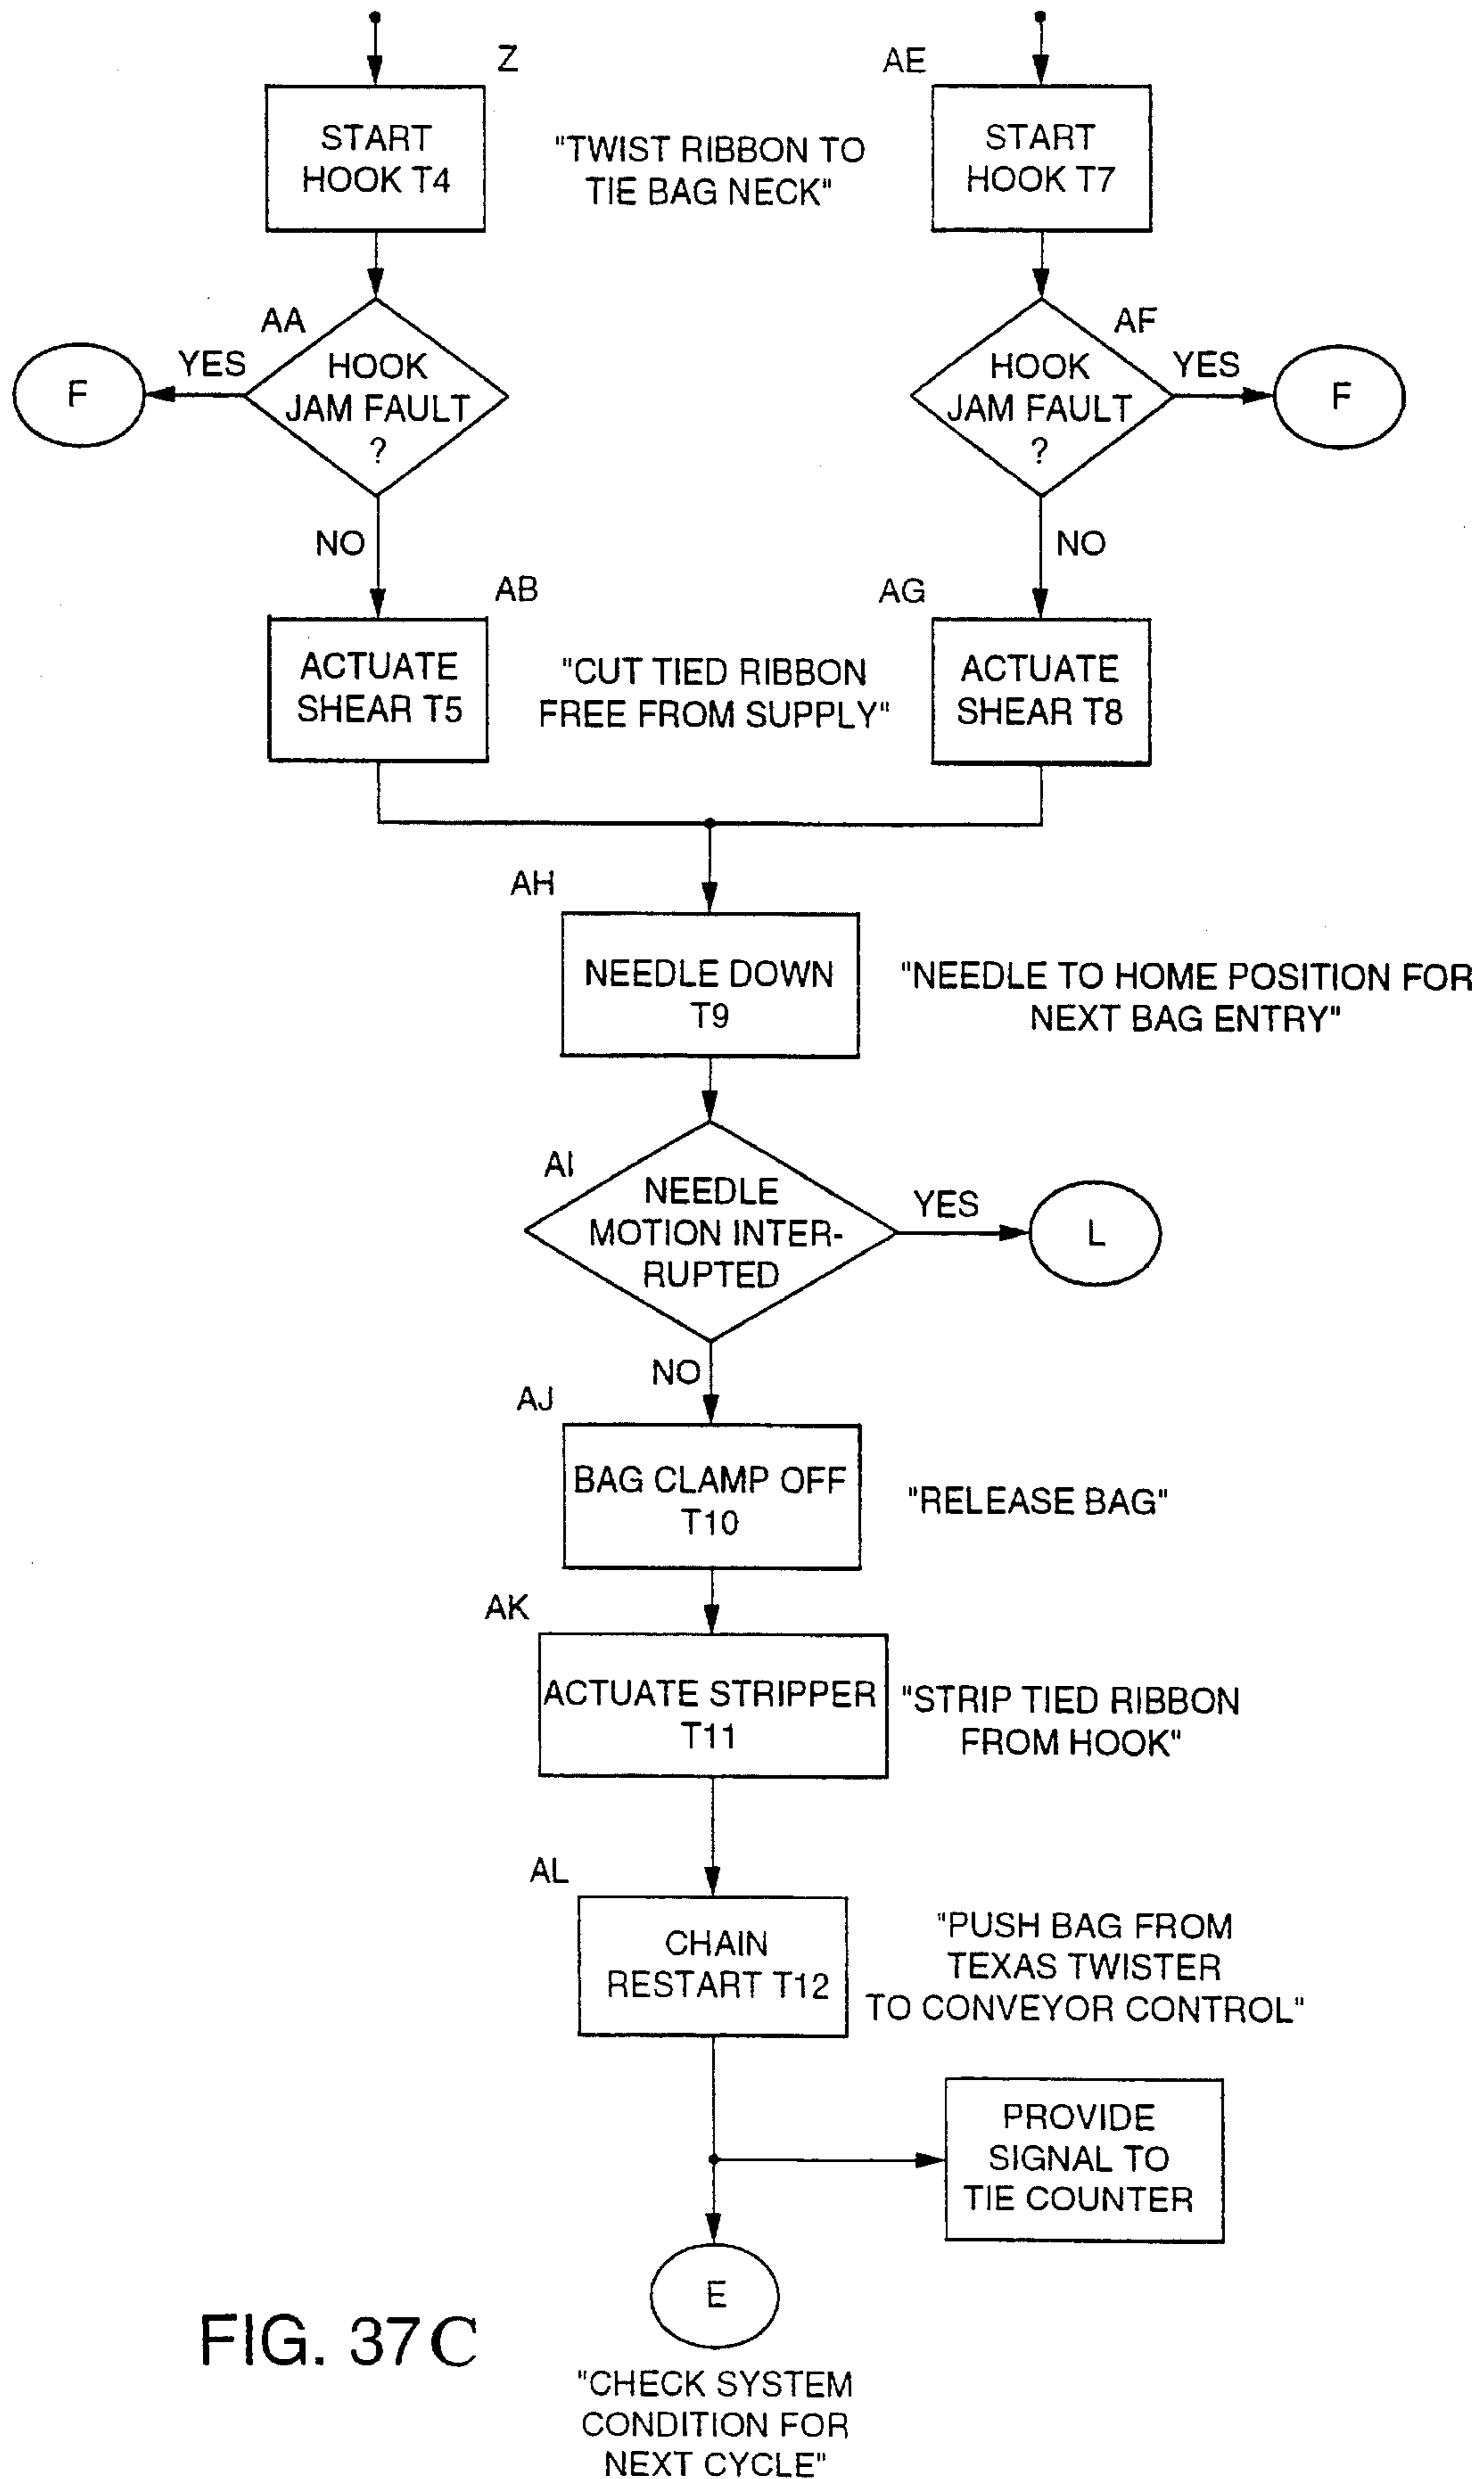 Z
START
HOOK T4
"TWIST RIBBON TO
TIE BAG NECK"
AE
START
HOOK T7
AA
HOOK
JAM FAULT
?
YES
F
NO
AF
HOOK
JAM FAULT
?
YES
F
NO
AB
ACTUATE
SHEAR T5
"CUT TIED RIBBON
FREE FROM SUPPLY"
AG
ACTUATE
SHEAR T8
AH
NEEDLE DOWN
T9
"NEEDLE TO HOME POSITION FOR
NEXT BAG ENTRY"
AI
NEEDLE
MOTION INTER-
RUPTED
YES
L
NO
AJ
BAG CLAMP OFF
T10
"RELEASE BAG"
AK
ACTUATE STRIPPER
T11
"STRIP TIED RIBBON
FROM HOOK"
AL
CHAIN
RESTART T12
"PUSH BAG FROM
TEXAS TWISTER
TO CONVEYOR CONTROL"
PROVIDE
SIGNAL TO
TIE COUNTER
E
"CHECK SYSTEM
CONDITION FOR
NEXT CYCLE"
FIG. 37C